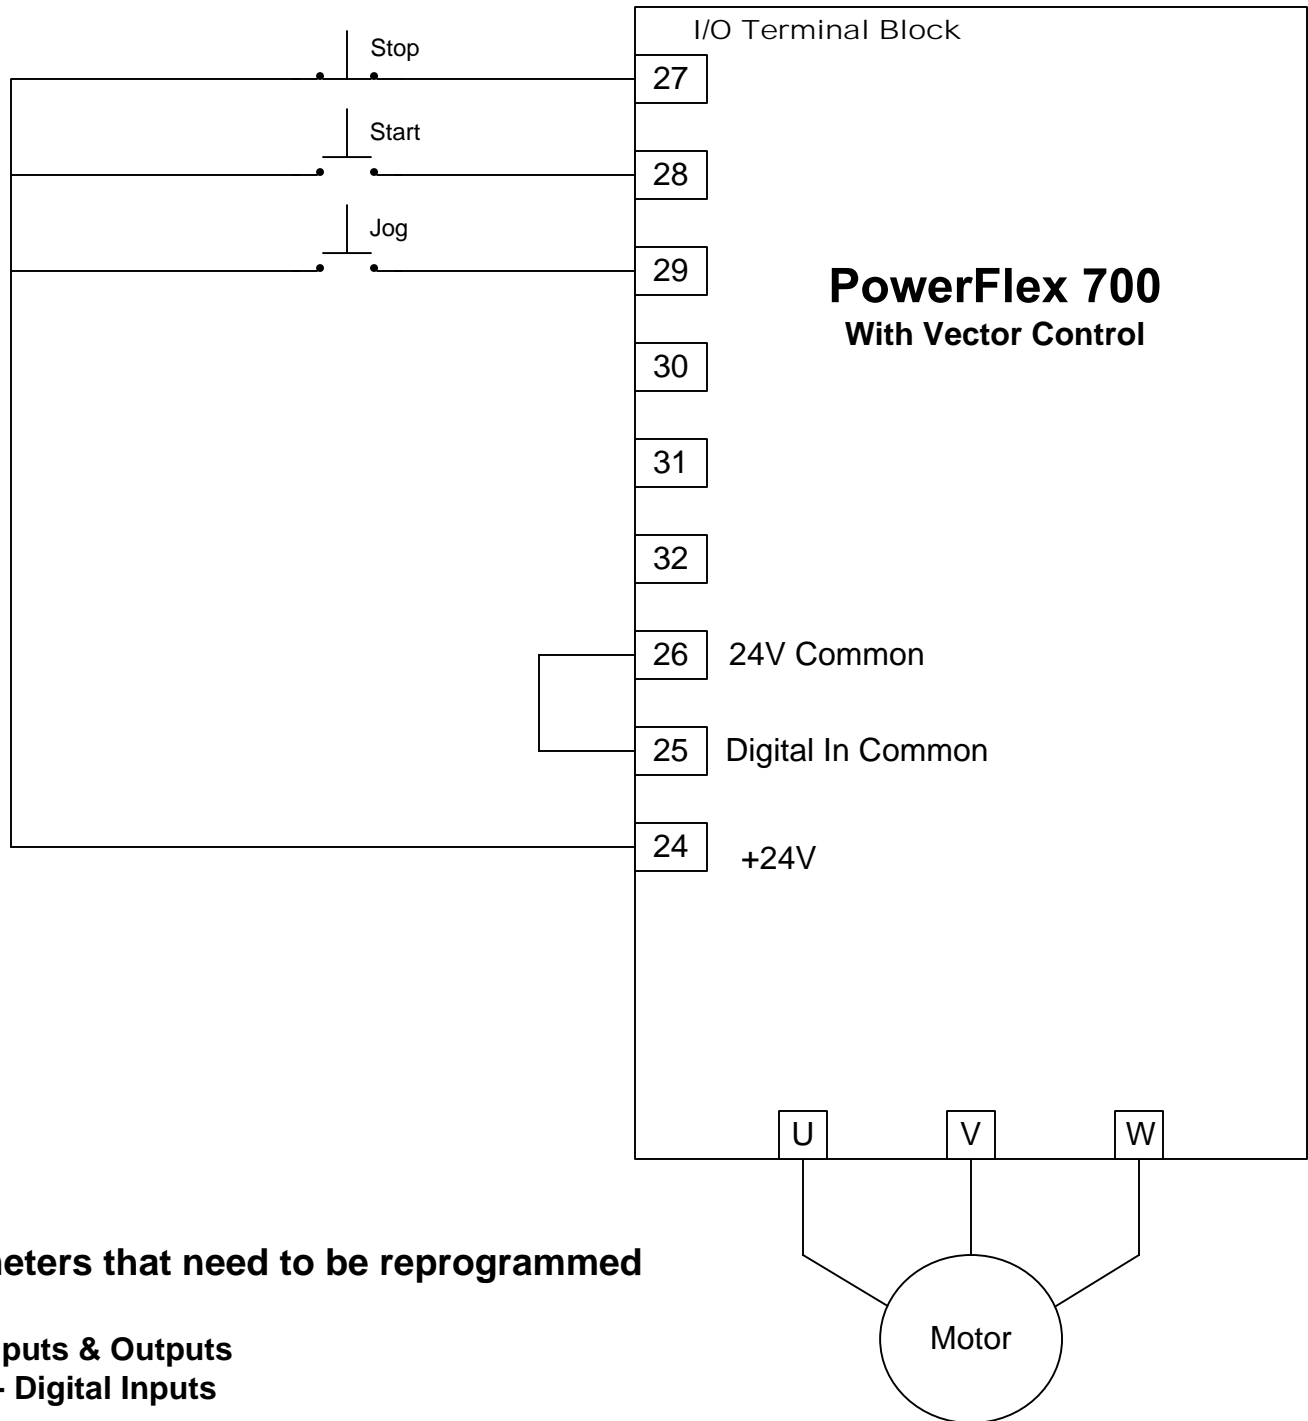 I/O Terminal Block
Stop
27
Start
28
Jog
29
PowerFlex 700
With Vector Control
30
31
32
26 24V Common
25 Digital In Common
24 +24V
U V W
Motor
eters that need to be reprogrammed
puts & Outputs
- Digital Inputs